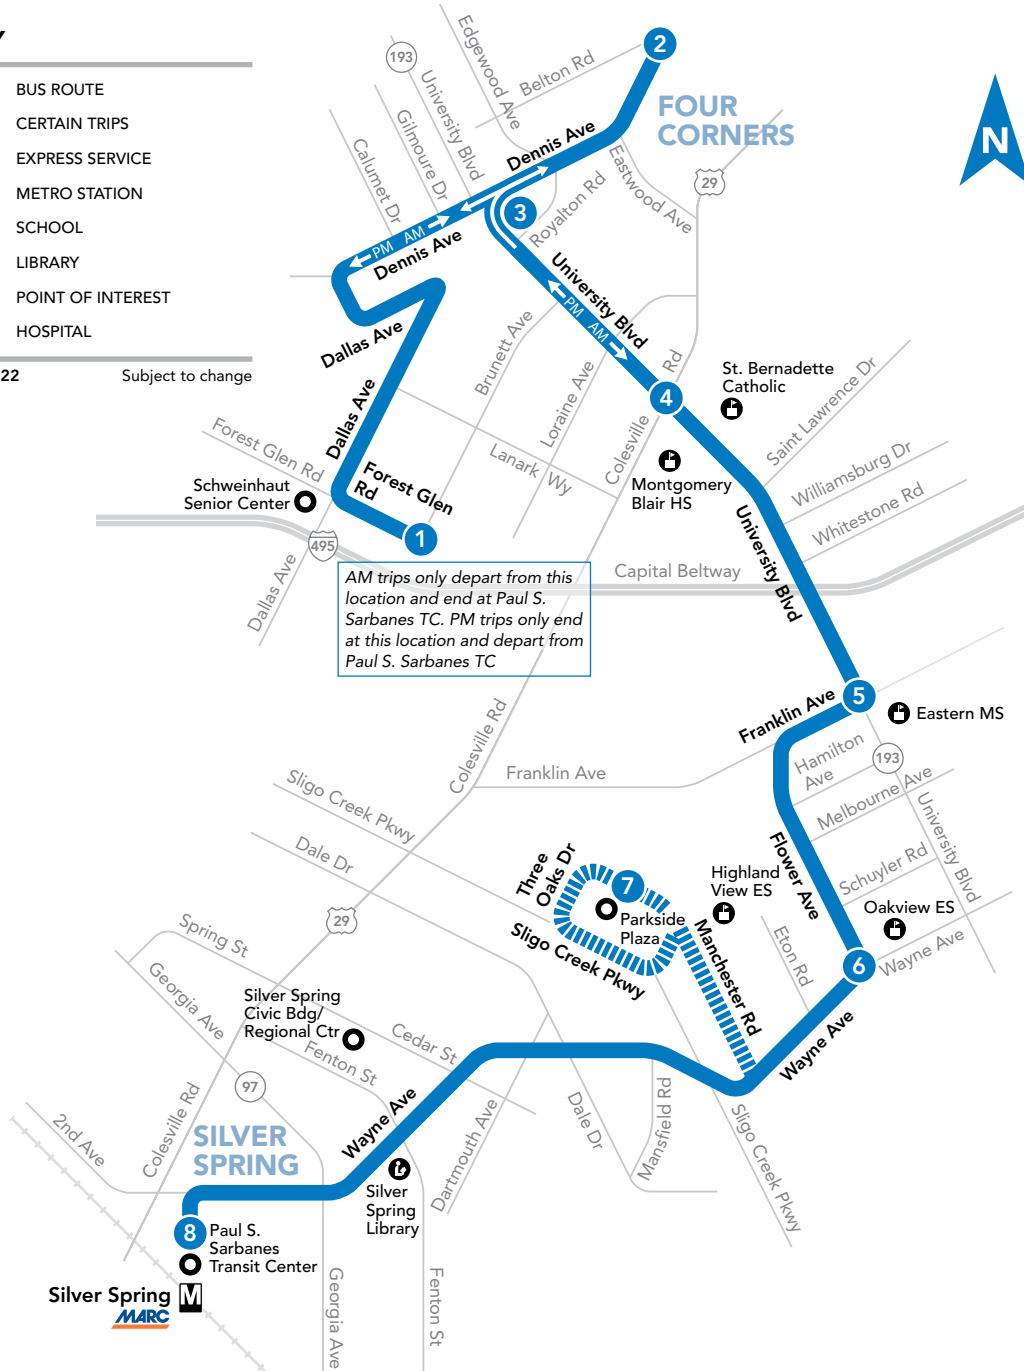 BUS ROUTE
CERTAIN TRIPS
EXPRESS SERVICE
METRO STATION
SCHOOL
LIBRARY
POINT OF INTEREST
HOSPITAL
22
Subject to change
N
2
FOUR
CORNERS
193
Edgewood Ave
Belton Rd
University Blvd
Gilmoure Dr
Calumet Dr
Dennis Ave
Eastwood Ave
29
3
Royalton Rd
PM AM
Dennis Ave
University Blvd
PM AM
Dallas Ave
Brunett Ave
Loraine Ave
Colesville Rd
4
St. Bernadette
Catholic
Saint Lawrence Dr
Dallas Ave
Forest Glen Rd
Forest Glen
Rd
Lanark Wy
Montgomery
Blair HS
Williamsburg Dr
Whitestone Rd
Schweinhaut
Senior Center
University Blvd
1
495
Dallas Ave
Capital Beltway
AM trips only depart from this
location and end at Paul S.
Sarbanes TC. PM trips only end
at this location and depart from
Paul S. Sarbanes TC
5
Franklin Ave
Eastern MS
Colesville Rd
Franklin Ave
Hamilton
Ave
193
Melbourne Ave
University Blvd
Sligo Creek Pkwy
Dale Dr
Flower Ave
Schuyler Rd
Three
Oaks Dr
7
Highland
View ES
Parkside
Plaza
Oakview ES
29
Sligo Creek Pkwy
Manchester Rd
Eton Rd
6
Wayne Ave
Spring St
Georgia Ave
Silver Spring
Civic Bdg/
Regional Ctr
Cedar St
Fenton St
Wayne Ave
97
Wayne Ave
Colesville Rd
2nd Ave
SILVER
SPRING
Dartmouth Ave
Dale Dr
Mansfield Rd
Sligo Creek Pkwy
Silver
Spring
Library
8
Paul S.
Sarbanes
Transit Center
Silver Spring
M
MARC
Georgia Ave
Fenton St